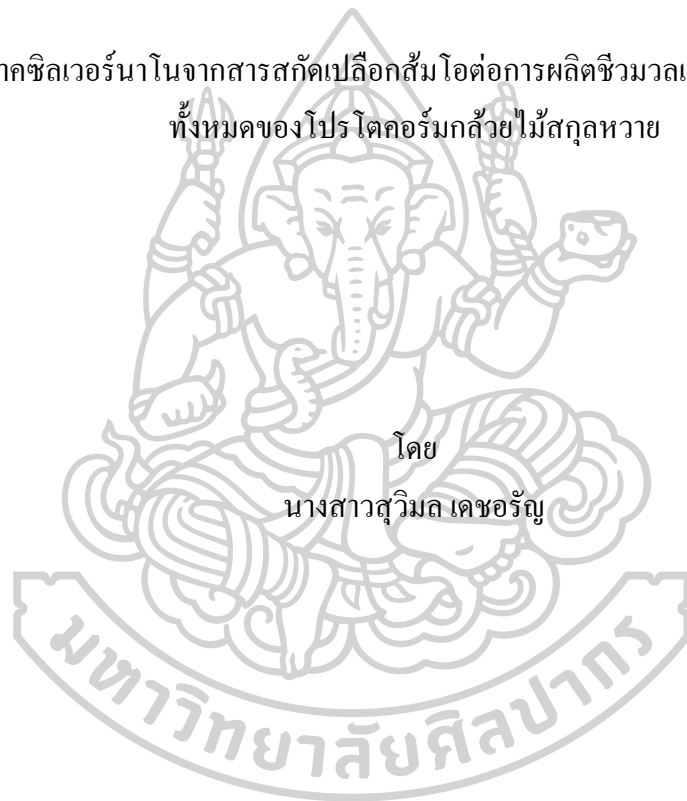 าคซิลเวอร์นาโนจากสารสกัดเปลือกส้มโอต่อการผลิตชีวมวลแ
ทั้งหมดของโปรโตคอร์มกล้วยไม้สกุลหวาย
โดย
นางสาวสุวิมล เดชอรัญ
มหาวิทยาลัยศิลปากร